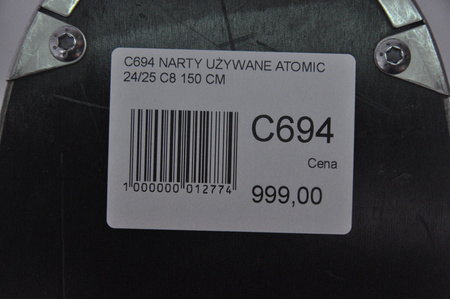 C694 NARTY UŻYWANE ATOMIC
24/25 C8 150 CM
C694
Cena
999,00
1 000000 012774